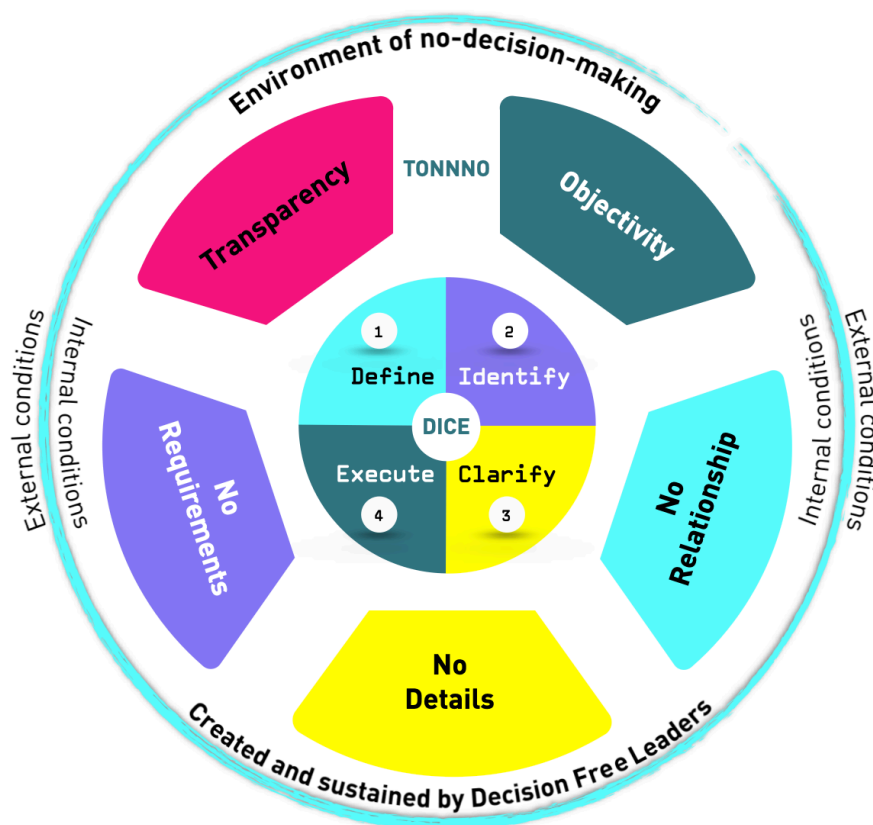 Environment of no-decision-making
TONNNO
Transparency
Objectivity
1
2
Define
Identify
DICE
Execute
Clarify
4
3
External conditions
Internal conditions
Internal conditions
External conditions
No
Requirements
No
Relationship
No
Details
Created and sustained by Decision Free Leaders